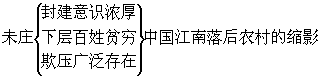 封建意识浓厚
未庄{下层百姓贫穷}中国江南落后农村的缩影
欺压广泛存在